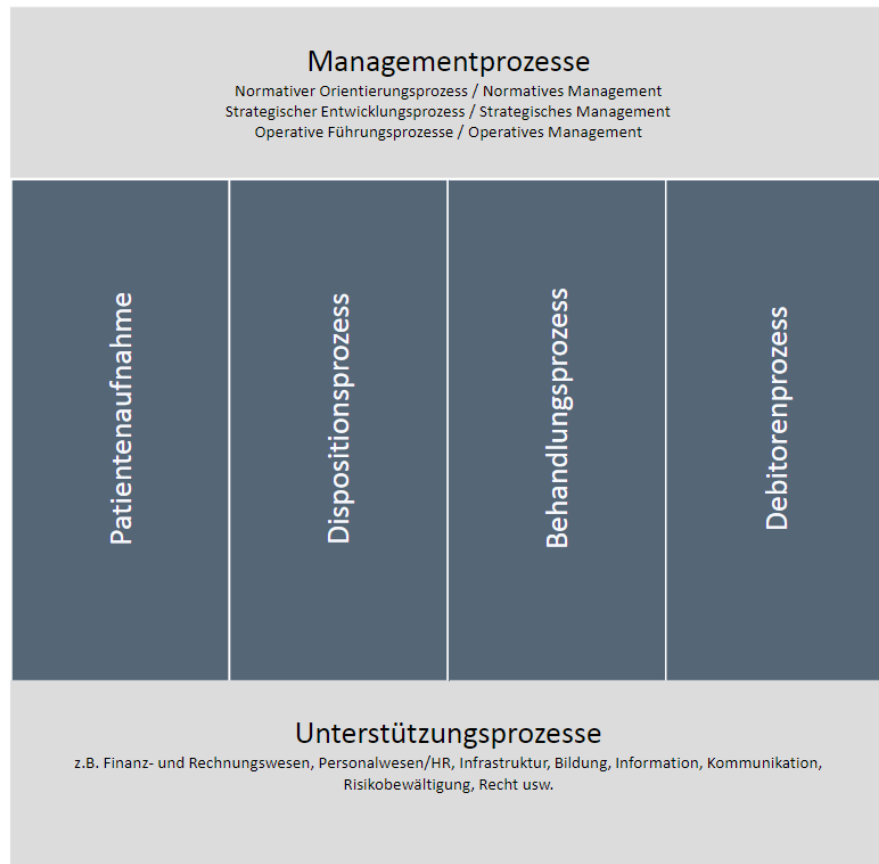 Managementprozesse
Normativer Orientierungsprozess / Normatives Management
Strategischer Entwicklungsprozess / Strategisches Management
Operative Führungsprozesse / Operatives Management
Patientenaufnahme
Dispositionsprozess
Behandlungsprozess
Debitorenprozess
Unterstützungsprozesse
z.B. Finanz- und Rechnungswesen, Personalwesen/HR, Infrastruktur, Bildung, Information, Kommunikation,
Risikobewältigung, Recht usw.